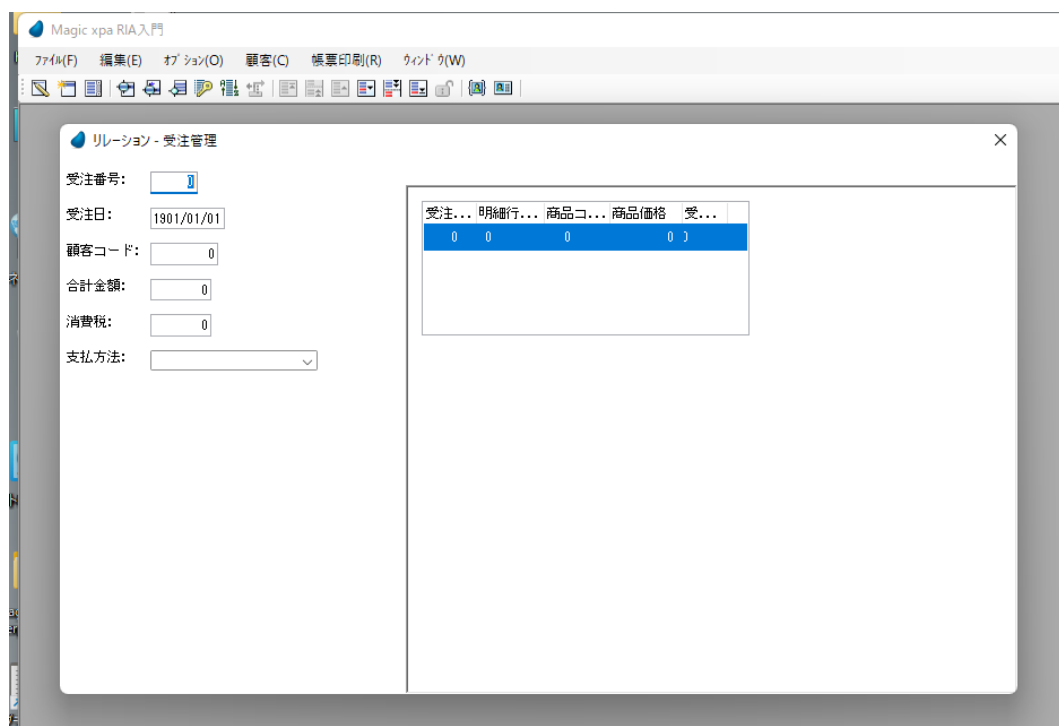 Magic xpa RIA入門
ﾌｧｲﾙ(F) 編集(E) ｵﾌﾟｼｮﾝ(O) 顧客(C) 帳票印刷(R) ｳｨﾝﾄﾞｳ(W)
リレーション - 受注管理
受注番号: 0
受注日: 1901/01/01
顧客コード: 0
合計金額: 0
消費税: 0
支払方法:
受注... 明細行... 商品コ... 商品価格 受...
0 0 0 0 0